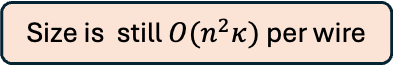 Size is still O(n²κ) per wire